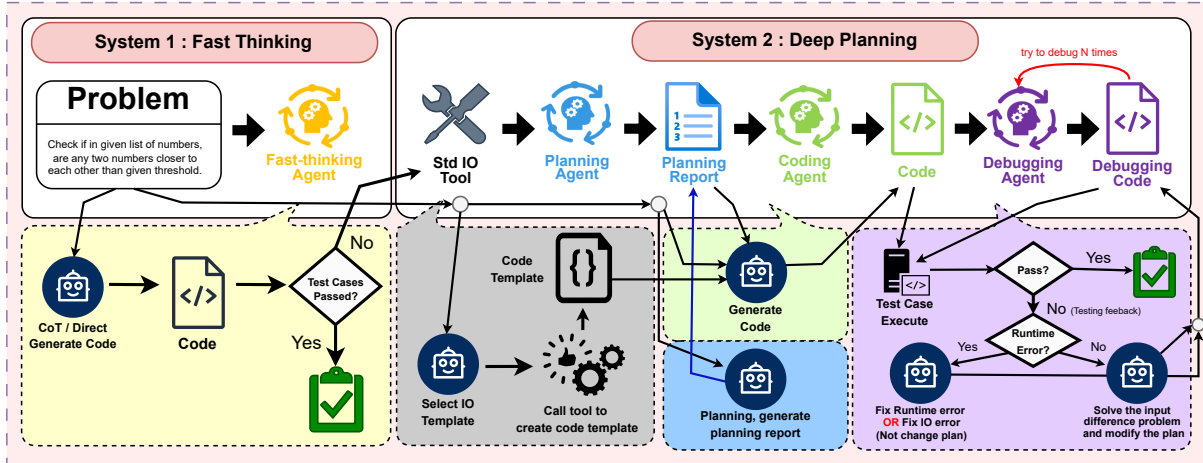 System 1 : Fast Thinking
System 2 : Deep Planning
try to debug N times
Problem
Check if in given list of numbers,
are any two numbers closer to
each other than given threshold.
Fast-thinking
Agent
Std IO
Tool
Planning
Agent
1
2
3
Planning
Report
Coding
Agent
</>
Code
Debugging
Agent
</>
Debugging
Code
No
Test Cases
Passed?
Yes
CoT / Direct
Generate Code
</>
Code
Code
Template
{}
Select IO
Template
Call tool to
create code template
Generate
Code
Planning, generate
planning report
</>
Test Case
Execute
Pass?
Yes
No (Testing feeback)
Runtime
Error?
Yes
No
Fix Runtime error
OR Fix IO error
(Not change plan)
Solve the input
difference problem
and modify the plan